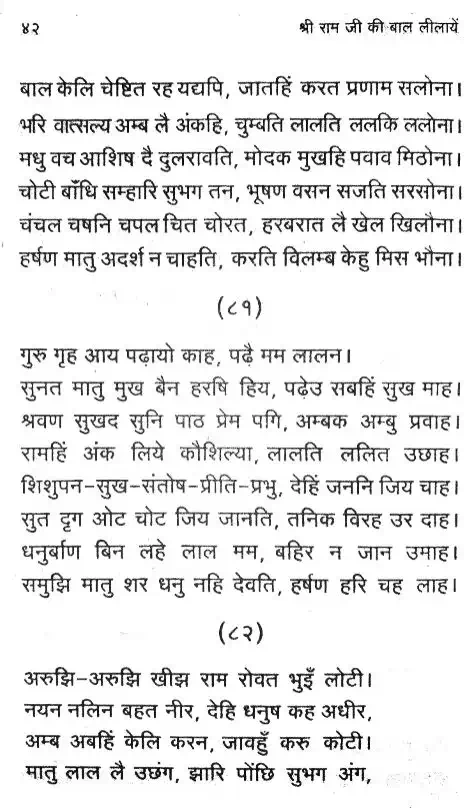 ४२ श्री राम जी की बाल लीलायें
बाल केलि चेष्टित रह यद्यपि, जातहिं करत प्रणाम सलोना।
भरि वात्सल्य अम्ब लै अंकहि, चुम्बति लालति ललकि ललोना।
मधु वच आशिष दै दुलरावति, मोदक मुखहि पवाव मिठोना।
चोटी बाँधि सम्हारि सुभग तन, भूषण वसन सजति सरसोना।
चंचल चषनि चपल चित चोरत, हरबरात लै खेल खिलौना।
हर्षण मातु अदर्श न चाहति, करति विलम्ब केहु मिस भौना।
(८१)
गुरु गृह आय पढ़ायो काह, पढ़ै मम लालन।
सुनत मातु मुख बैन हरषि हिय, पढ़ेउ सबहिं सुख माह।
श्रवण सुखद सुनि पाठ प्रेम पगि, अम्बक अम्बु प्रवाह।
रामहिं अंक लिये कौशिल्या, लालति ललित उछाह।
शिशुपन-सुख-संतोष-प्रीति-प्रभु, देहिं जननि जिय चाह।
सुत दृग ओट चोट जिय जानति, तनिक विरह उर दाह।
धनुर्बाण बिन लहे लाल मम, बहिर न जान उमाह।
समुझि मातु शर धनु नहि देवति, हर्षण हरि चह लाह।
(८२)
अरुझि-अरुझि खीझ राम रोवत भुइँ लोटी।
नयन नलिन बहत नीर, देहि धनुष कह अधीर,
अम्ब अबहिं केलि करन, जावहुँ करु कोटी।
मातु लाल लै उछंग, झारि पोंछि सुभग अंग,